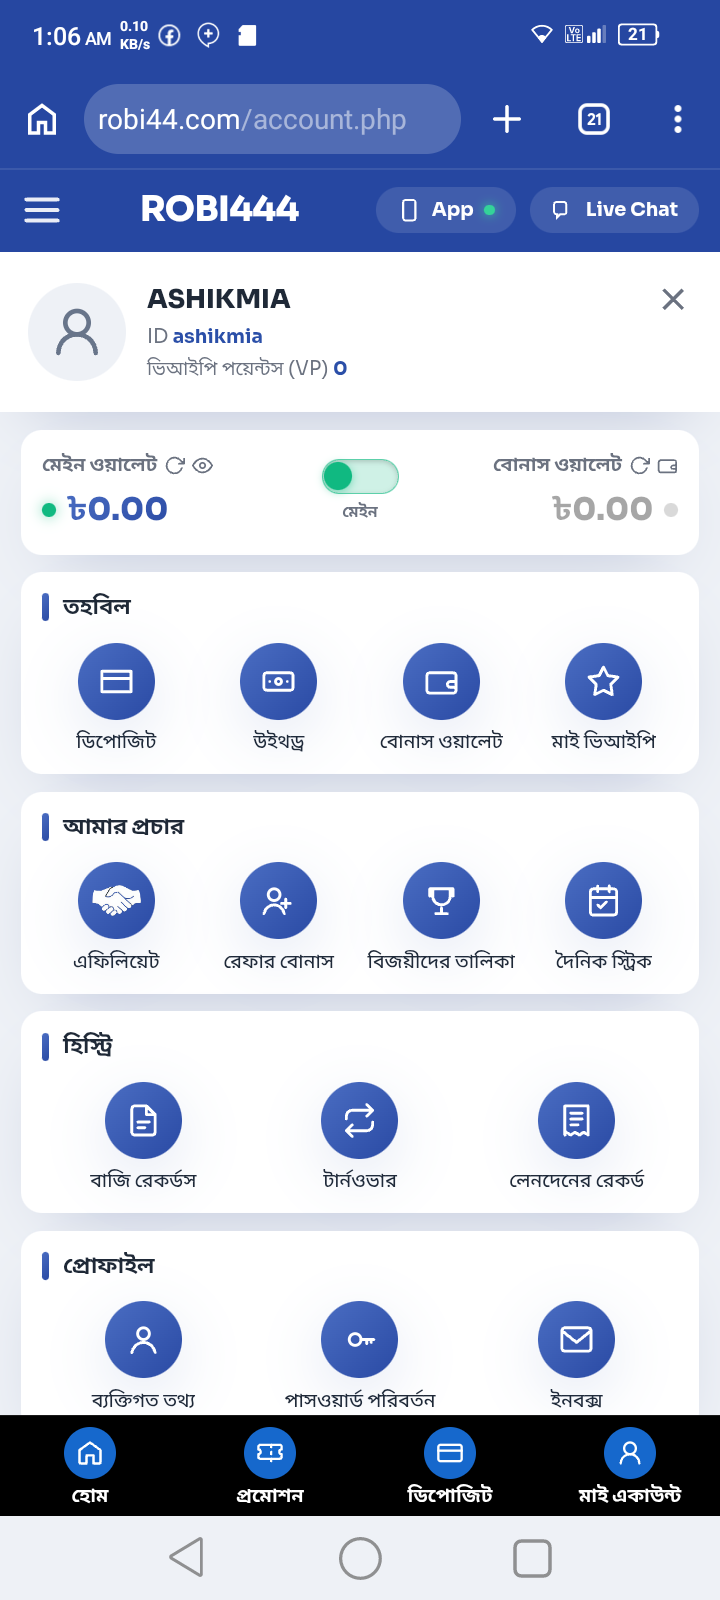 1:06 AM 0.10 KB/s Vo LTE 21
robi44.com/account.php 21
ROBI444 App Live Chat
ASHIKMIA
ID ashikmia
ভিআইপি পয়েন্টস (VP) 0
মেইন ওয়ালেট বোনাস ওয়ালেট
৳0.00 মেইন ৳0.00
তহবিল
ডিপোজিট উইথড্র বোনাস ওয়ালেট মাই ভিআইপি
আমার প্রচার
এফিলিয়েট রেফার বোনাস বিজয়ীদের তালিকা দৈনিক স্ট্রিক
হিস্ট্রি
বাজি রেকর্ডস টার্নওভার লেনদেনের রেকর্ড
প্রোফাইল
ব্যক্তিগত তথ্য পাসওয়ার্ড পরিবর্তন ইনবক্স
হোম প্রমোশন ডিপোজিট মাই একাউন্ট